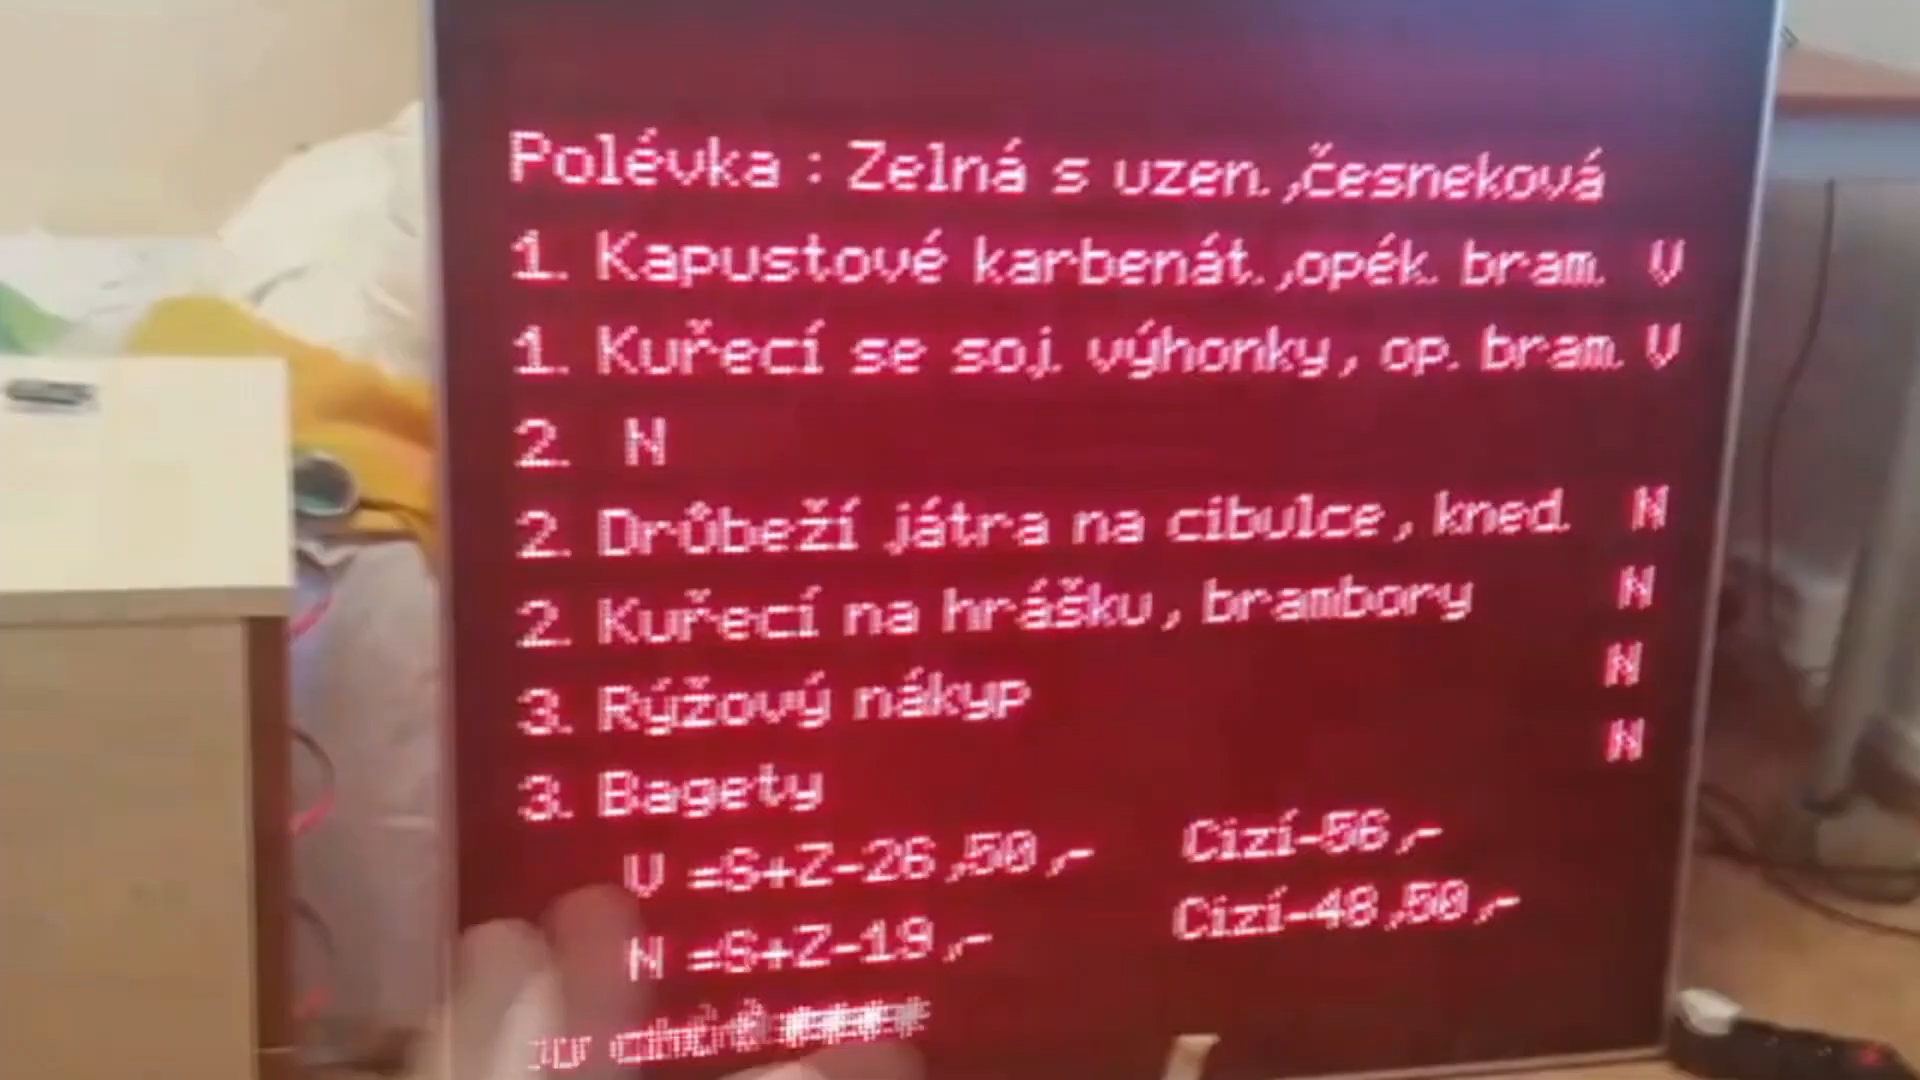 Polévka : Zelná s uzen.,česneková
1. Kapustové karbenát.,opék. bram. V
1. Kuřecí se soj. výhonky, op. bram. V
2. N
2. Drůbeží játra na cibulce, kned. N
2. Kuřecí na hrášku, brambory N
3. Rýžový nákyp N
3. Bagety N
V =S+Z-26,50,- Cizí-56,-
N =S+Z-19,- Cizí-48,50,-